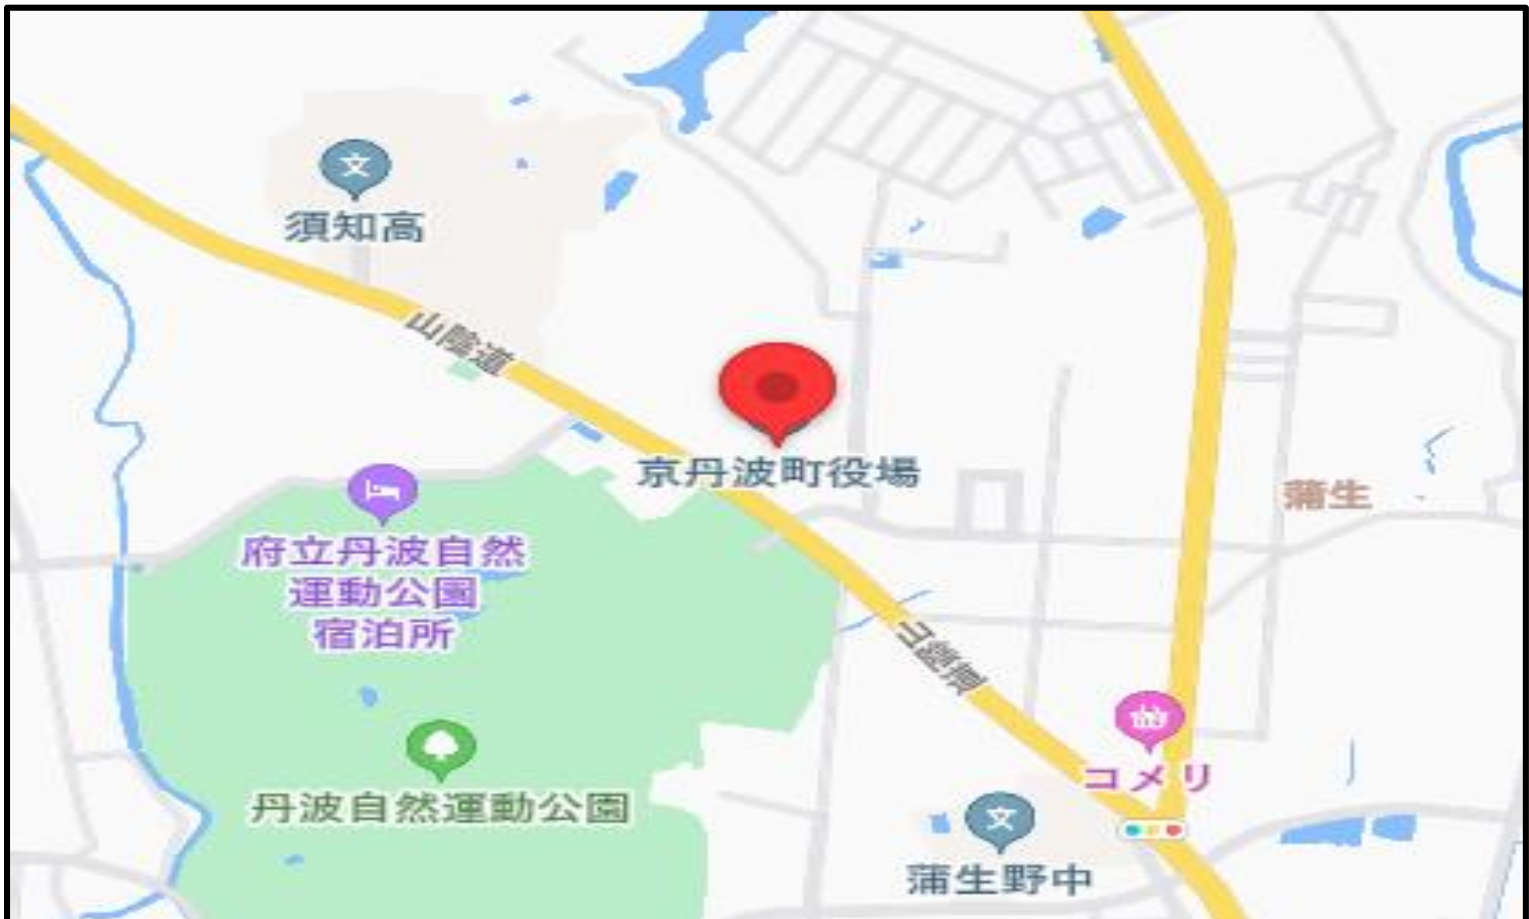 須知高
山陰道
京丹波町役場
蒲生
府立丹波自然
運動公園
宿泊所
山陰道
コメリ
丹波自然運動公園
蒲生野中